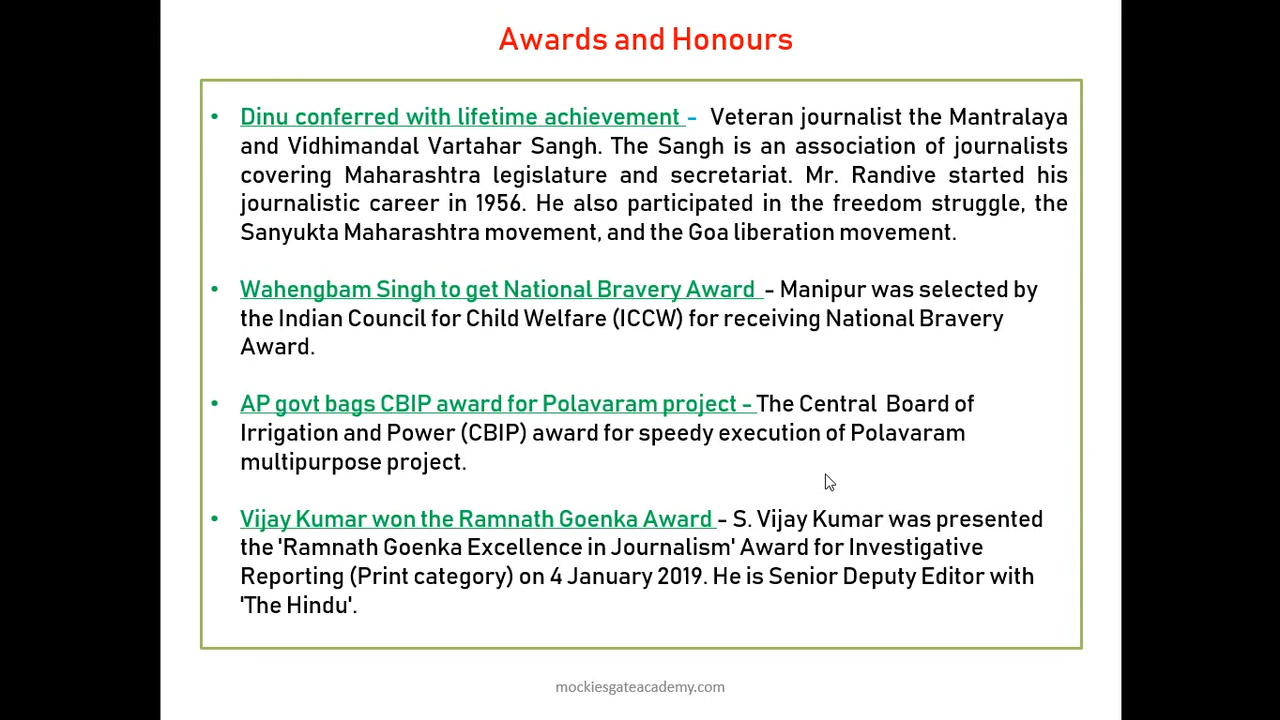 Awards and Honours
• Dinu conferred with lifetime achievement - Veteran journalist the Mantralaya
and Vidhimandal Vartahar Sangh. The Sangh is an association of journalists
covering Maharashtra legislature and secretariat. Mr. Randive started his
journalistic career in 1956. He also participated in the freedom struggle, the
Sanyukta Maharashtra movement, and the Goa liberation movement.
• Wahengbam Singh to get National Bravery Award - Manipur was selected by
the Indian Council for Child Welfare (ICCW) for receiving National Bravery
Award.
• AP govt bags CBIP award for Polavaram project - The Central Board of
Irrigation and Power (CBIP) award for speedy execution of Polavaram
multipurpose project.
• Vijay Kumar won the Ramnath Goenka Award - S. Vijay Kumar was presented
the 'Ramnath Goenka Excellence in Journalism' Award for Investigative
Reporting (Print category) on 4 January 2019. He is Senior Deputy Editor with
'The Hindu'.
mockiesgateacademy.com